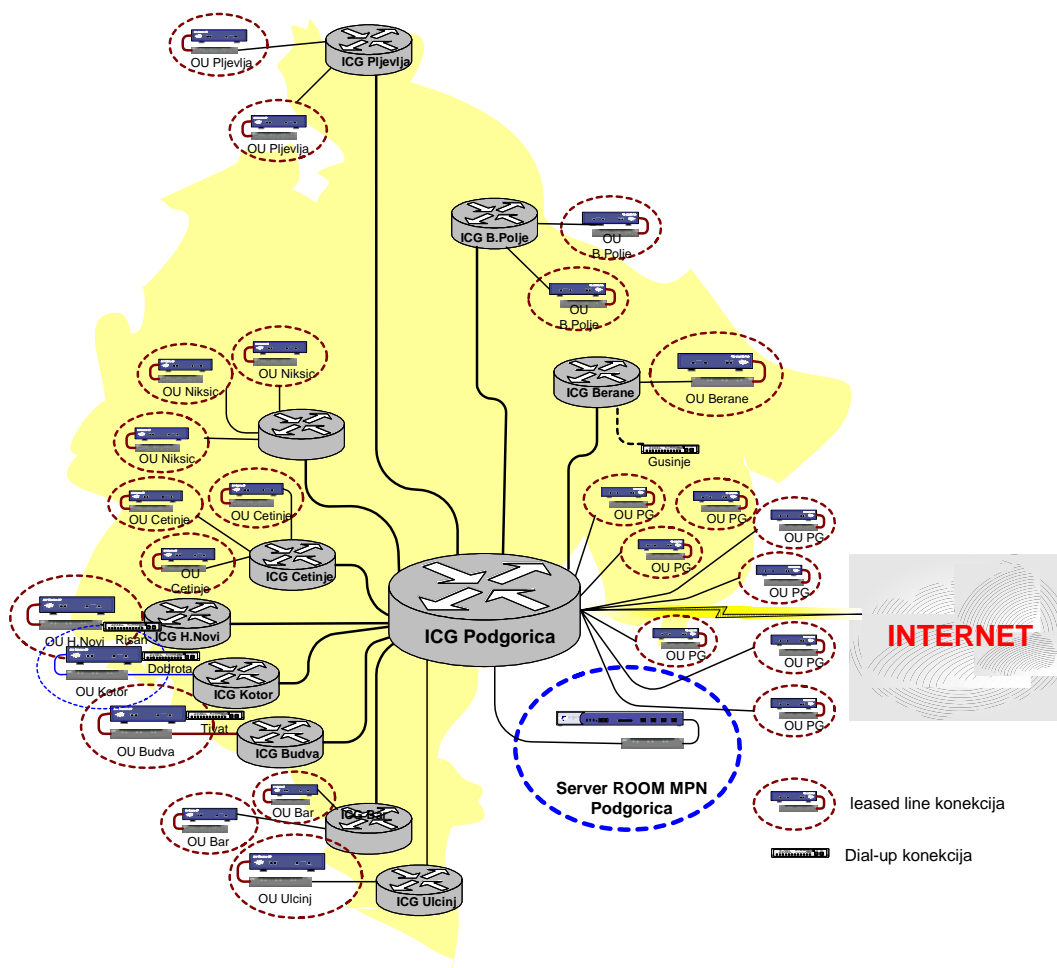 OU Pljevlja
ICG Pljevlja
OU Pljevlja
ICG B.Polje
OU
B.Polje
OU
B.Polje
OU Niksic
OU Niksic
OU Niksic
ICG Berane
OU Berane
Gusinje
OU Cetinje
OU Cetinje
OU
Cetinje
ICG Cetinje
OU PG
OU PG
OU PG
OU PG
OU PG
OU PG
OU PG
OU PG
ICG Podgorica
INTERNET
OU H.Novi
Risan
ICG H.Novi
OU Kotor
Dobrota
ICG Kotor
OU Budva
Tivat
ICG Budva
Server ROOM MPN
Podgorica
OU Bar
OU Bar
ICG Bar
OU Ulcinj
ICG Ulcinj
leased line konekcija
Dial-up konekcija